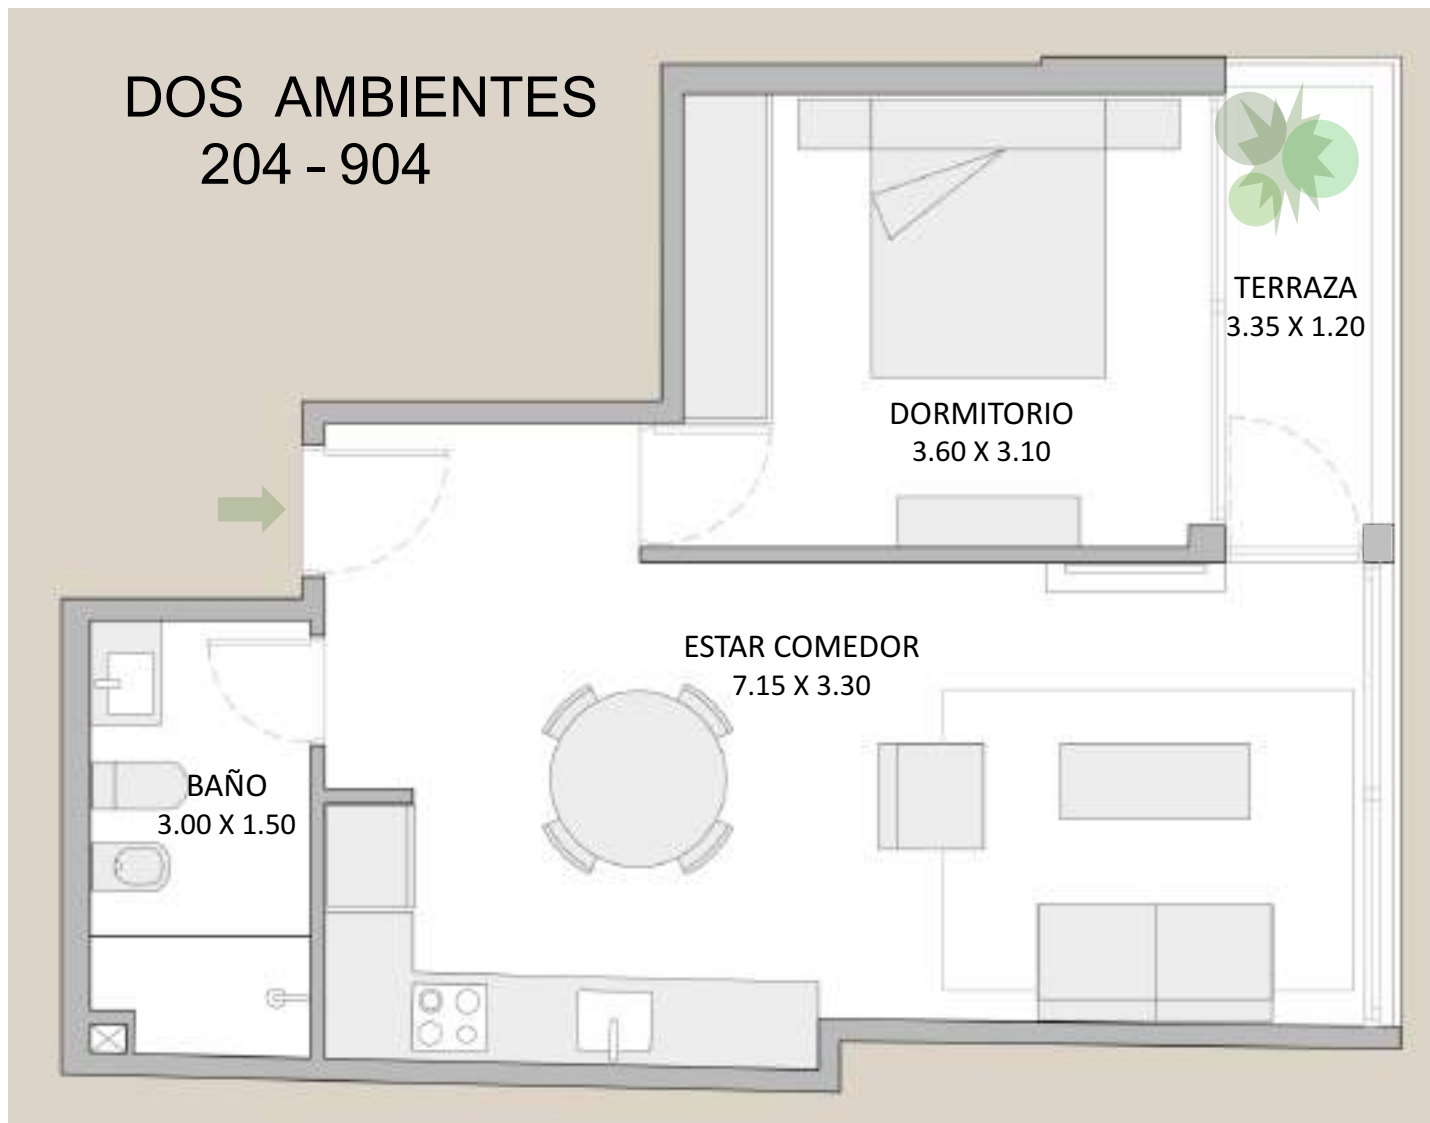 DOS AMBIENTES
204 - 904
TERRAZA
3.35 X 1.20
DORMITORIO
3.60 X 3.10
ESTAR COMEDOR
7.15 X 3.30
BAÑO
3.00 X 1.50